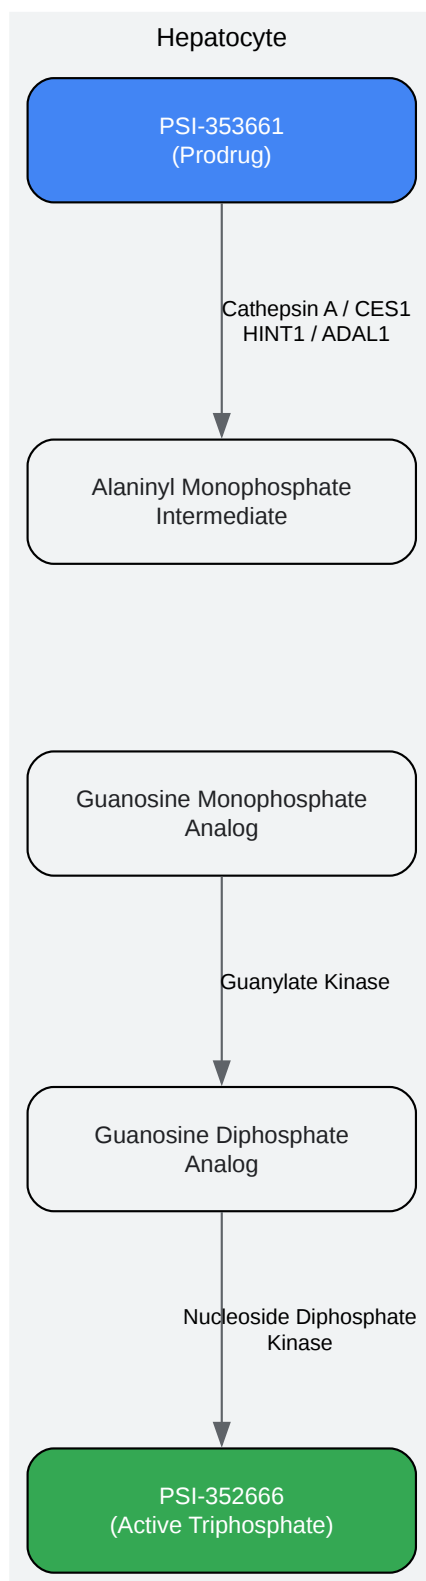 Hepatocyte
PSI-353661
(Prodrug)
Cathepsin A / CES1
HINT1 / ADAL1
Alaninyl Monophosphate
Intermediate
Guanosine Monophosphate
Analog
Guanylate Kinase
Guanosine Diphosphate
Analog
Nucleoside Diphosphate
Kinase
PSI-352666
(Active Triphosphate)